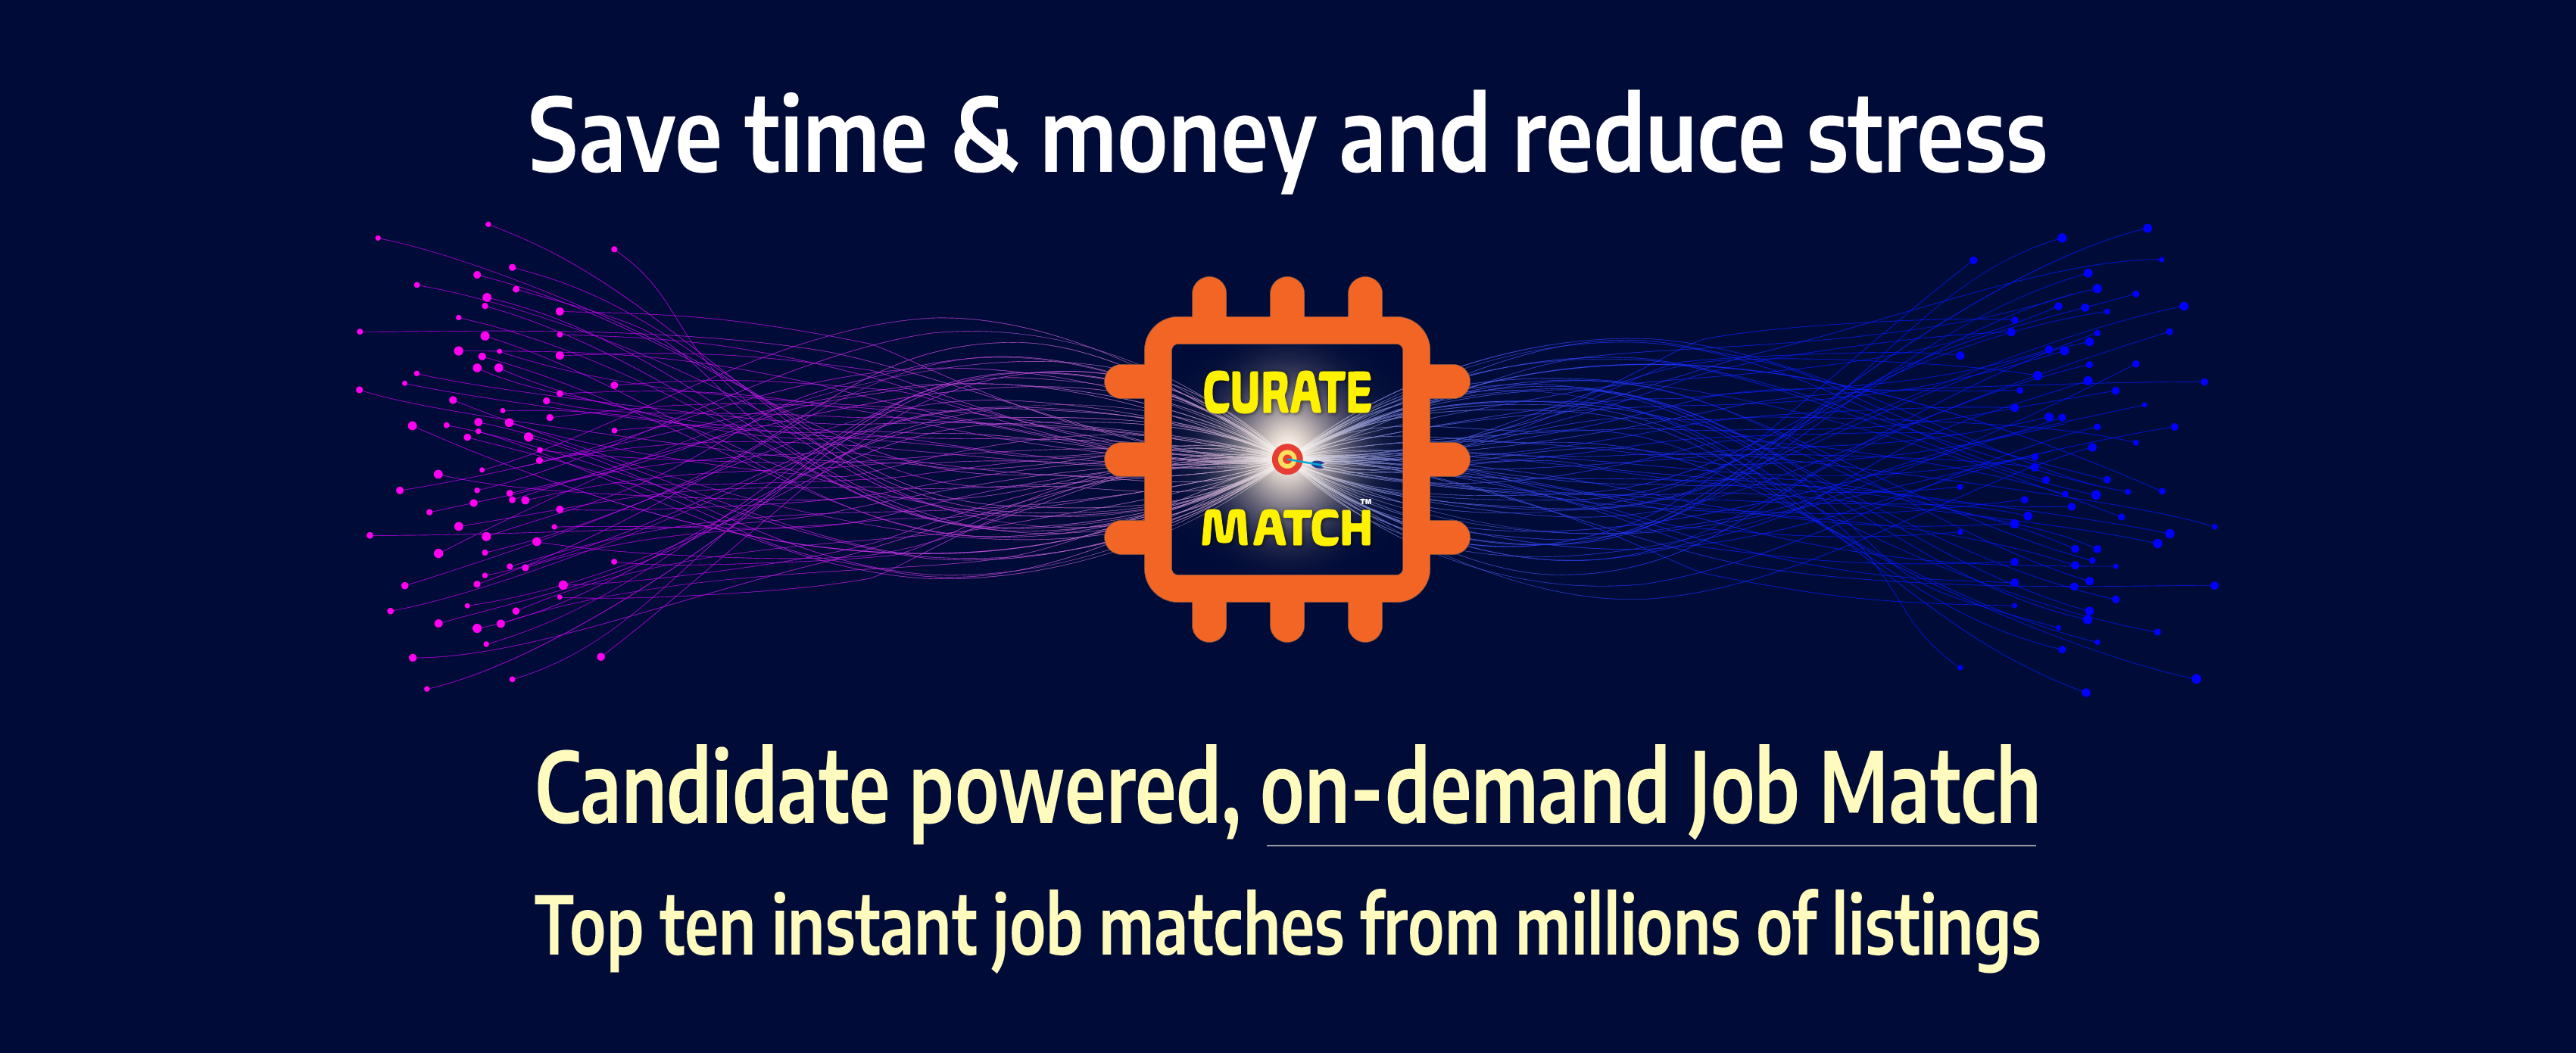 Save time & money and reduce stress
CURATE
MATCH™
Candidate powered, on-demand Job Match
Top ten instant job matches from millions of listings